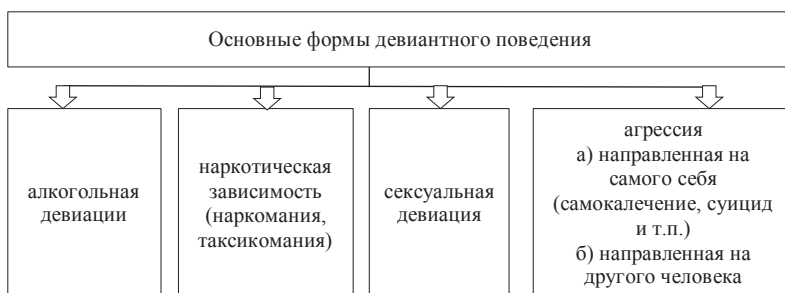 Основные формы девиантного поведения
алкогольная
девиации
наркотическая
зависимость
(наркомания,
таксикомания)
сексуальная
девиация
агрессия
а) направленная на
самого себя
(самокалечение, суицид
и т.п.)
б) направленная на
другого человека